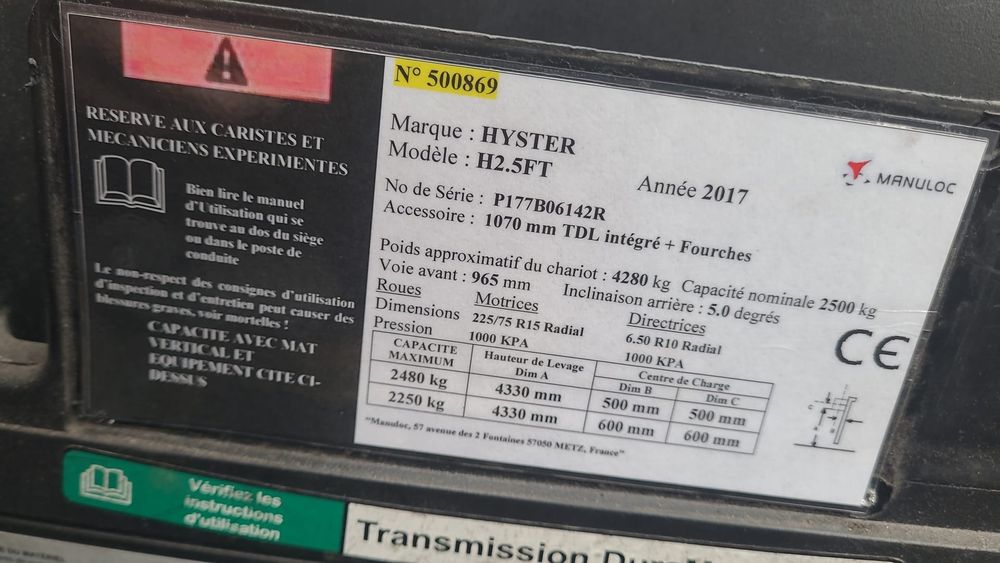 RESERVE AUX CARISTES ET
MECANICIENS EXPERIMENTES
Bien lire le manuel
d'Utilisation qui se
trouve au dos du siège
ou dans le poste de
conduite
Le non-respect des consignes d'utilisation
d'inspection et d'entretien peut causer des
blessures graves, voir mortelles !
CAPACITE AVEC MAT
VERTICAL ET
EQUIPEMENT CITE CI-
DESSUS
N° 500869
Marque : HYSTER
Modèle : H2.5FT
Année 2017
MANULOC
No de Série : P177B06142R
Accessoire : 1070 mm TDL intégré + Fourches
Poids approximatif du chariot : 4280 kg Capacité nominale 2500 kg
Voie avant : 965 mm Inclinaison arrière : 5.0 degrés
Roues Motrices Directrices
Dimensions 225/75 R15 Radial 6.50 R10 Radial
Pression 1000 KPA 1000 KPA
CAPACITE MAXIMUM Hauteur de Levage Dim A Centre de Charge Dim B Dim C
2480 kg 4330 mm 500 mm 500 mm
2250 kg 4330 mm 600 mm 600 mm
"Manuloc, 57 avenue des 2 Fontaines 57050 METZ, France"
CE
Vérifiez les
instructions
d'utilisation
Transmission